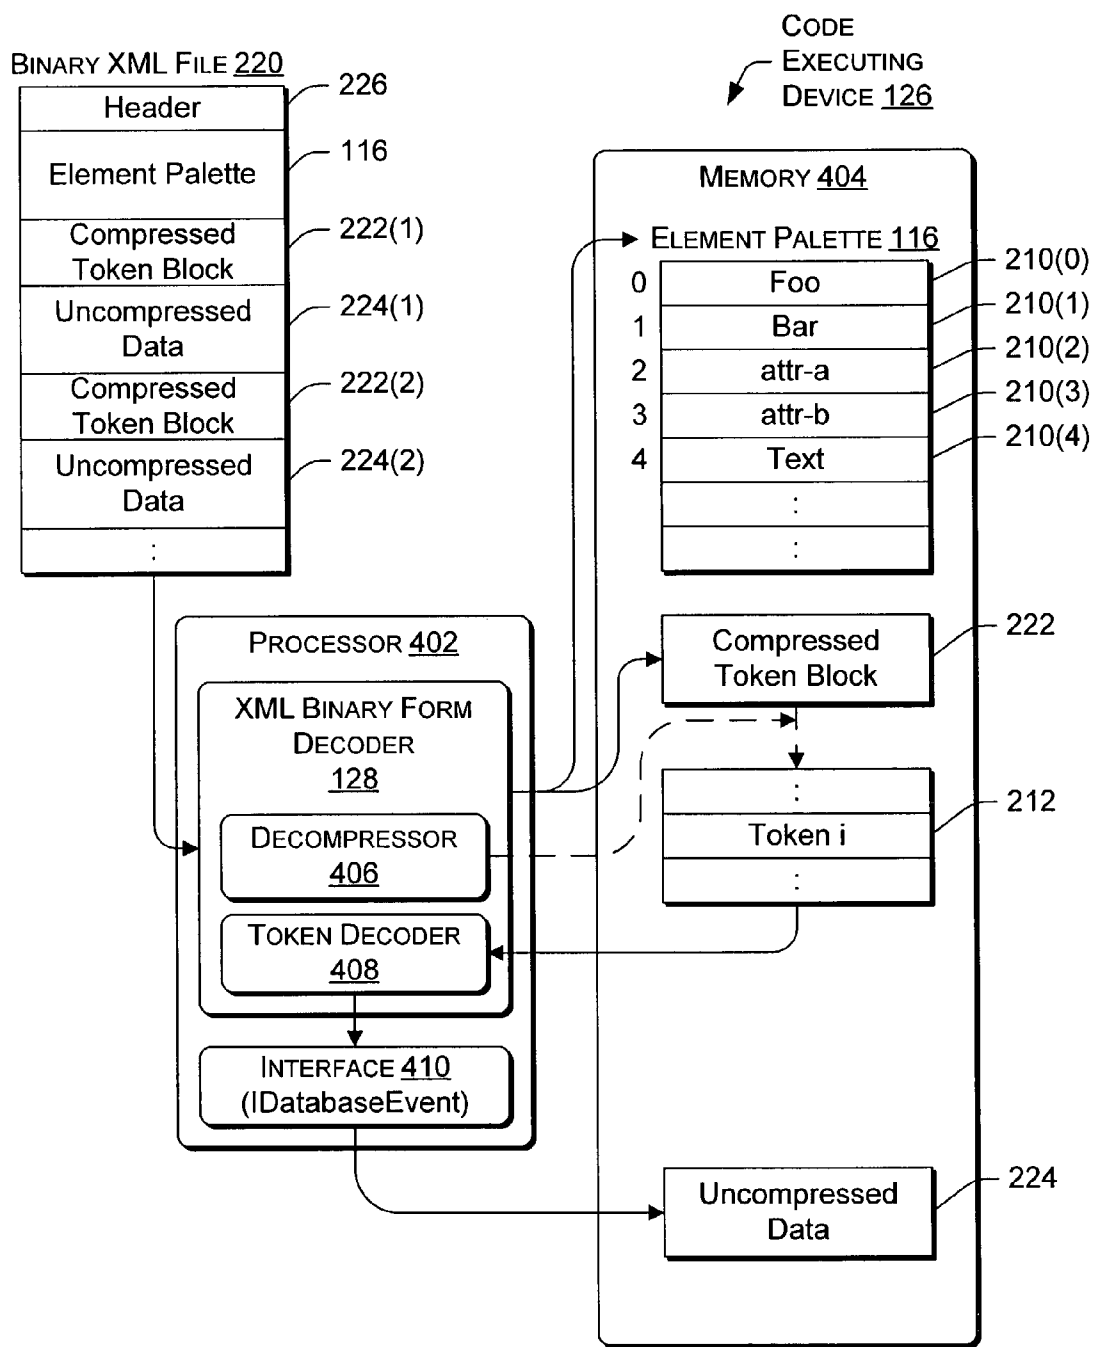 CODE
EXECUTING
DEVICE 126
BINARY XML FILE 220
Header
226
Element Palette
116
Compressed
Token Block
222(1)
Uncompressed
Data
224(1)
Compressed
Token Block
222(2)
Uncompressed
Data
224(2)
:
MEMORY 404
ELEMENT PALETTE 116
0 Foo 210(0)
1 Bar 210(1)
2 attr-a 210(2)
3 attr-b 210(3)
4 Text 210(4)
:
:
PROCESSOR 402
XML BINARY FORM
DECODER
128
DECOMPRESSOR
406
TOKEN DECODER
408
INTERFACE 410
(IDatabaseEvent)
Compressed
Token Block
222
:
Token i
212
:
Uncompressed
Data
224